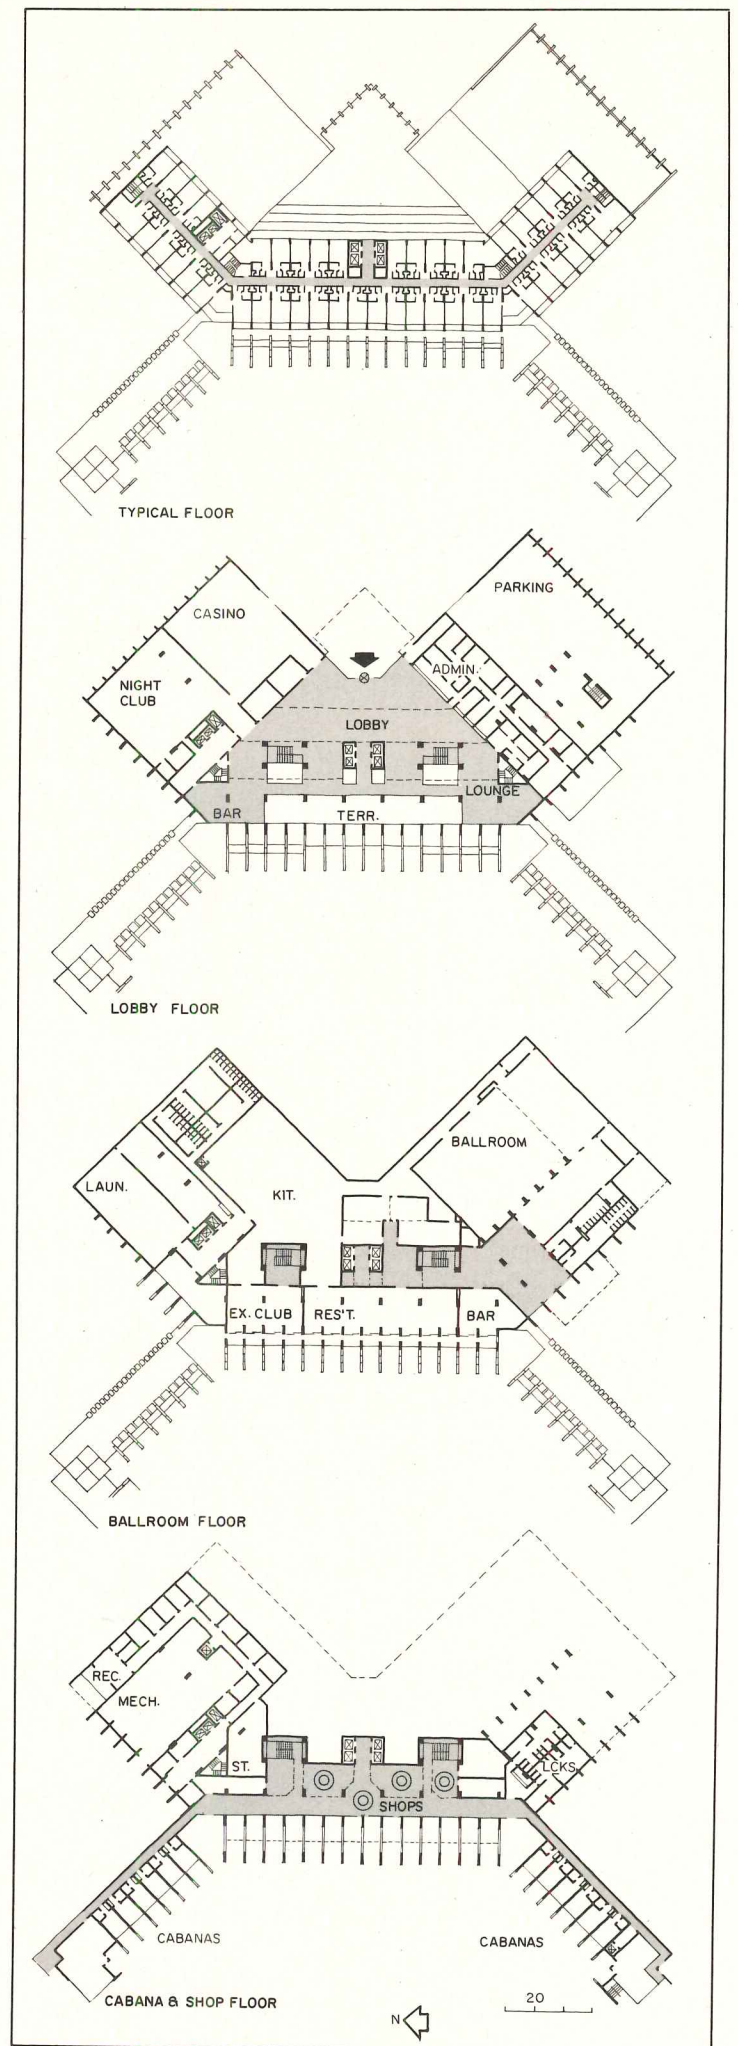 TYPICAL FLOOR
PARKING
CASINO
ADMIN.
NIGHT
CLUB
LOBBY
LOUNGE
BAR
TERR.
LOBBY FLOOR
BALLROOM
LAUN.
KIT.
EX. CLUB
RES'T.
BAR
BALLROOM FLOOR
REC.
MECH.
ST.
LCKS.
SHOPS
CABANAS
CABANAS
CABANA & SHOP FLOOR
20
N